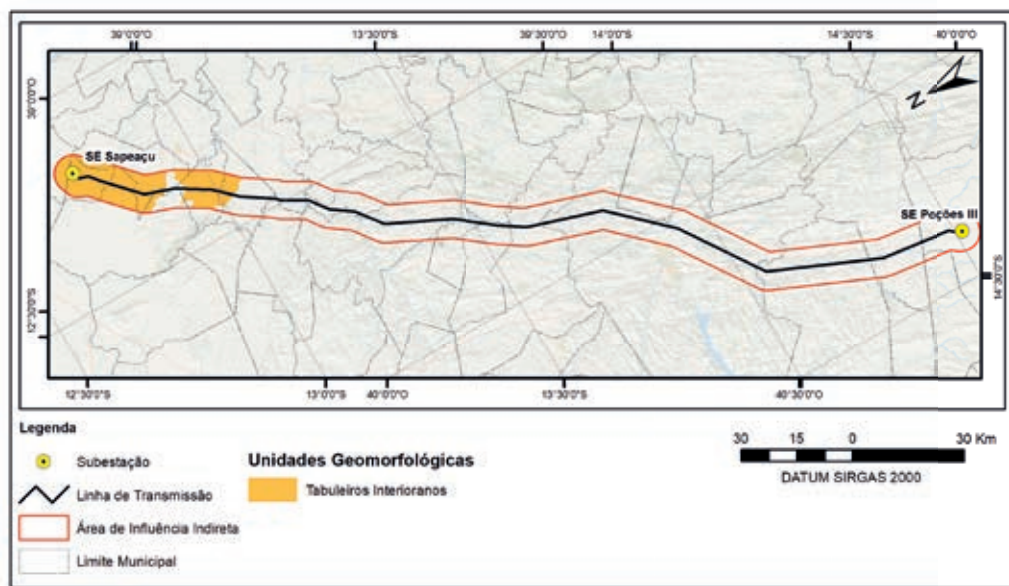 39°0'0"O
13°30'0"S
39°30'0"O
14°0'0"S
14°30'0"S
40°0'0"O
39°0'0"O
N
SE Sapeaçu
SE Poções III
12°30'0"S
14°30'0"S
12°30'0"S
13°0'0"S
40°0'0"O
13°30'0"S
40°30'0"O
Legenda
Subestação
Linha de Transmissão
Área de Influência Indireta
Limite Municipal
Unidades Geomorfológicas
Tabuleiros Interioranos
30 15 0 30 Km
DATUM SIRGAS 2000